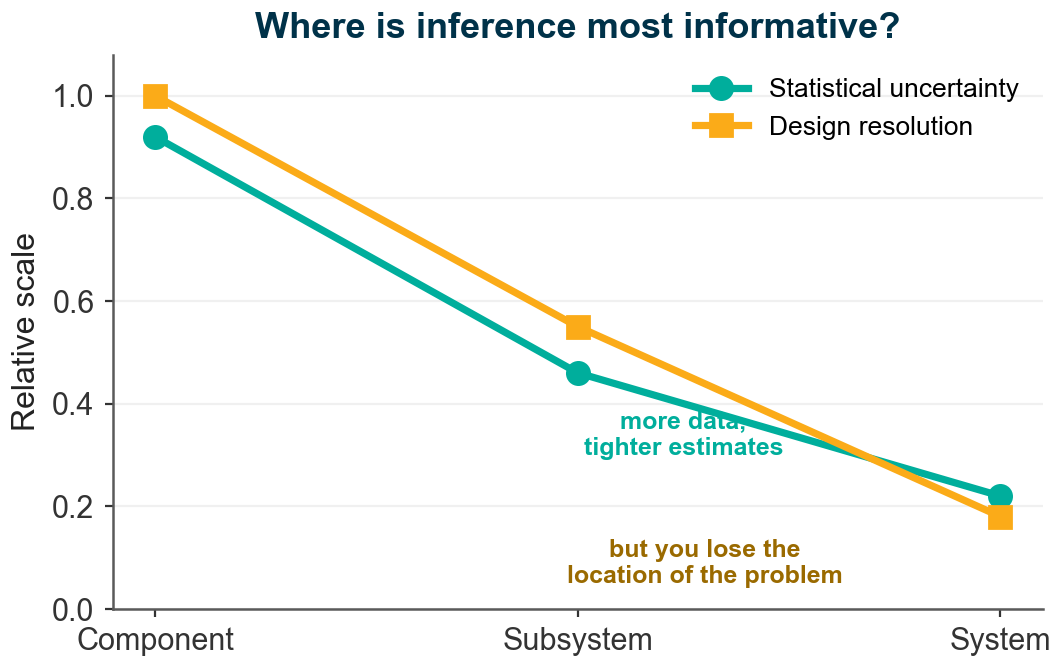 Where is inference most informative?
Statistical uncertainty
Design resolution
Relative scale
1.0
0.8
0.6
0.4
0.2
0.0
more data,
tighter estimates
but you lose the
location of the problem
Component
Subsystem
System